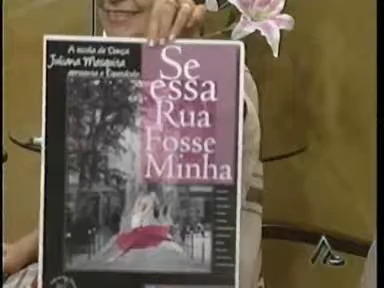 A escola de Dança
Juliana Mesquita
apresenta o Espetáculo
Se
essa
Rua
Fosse
Minha